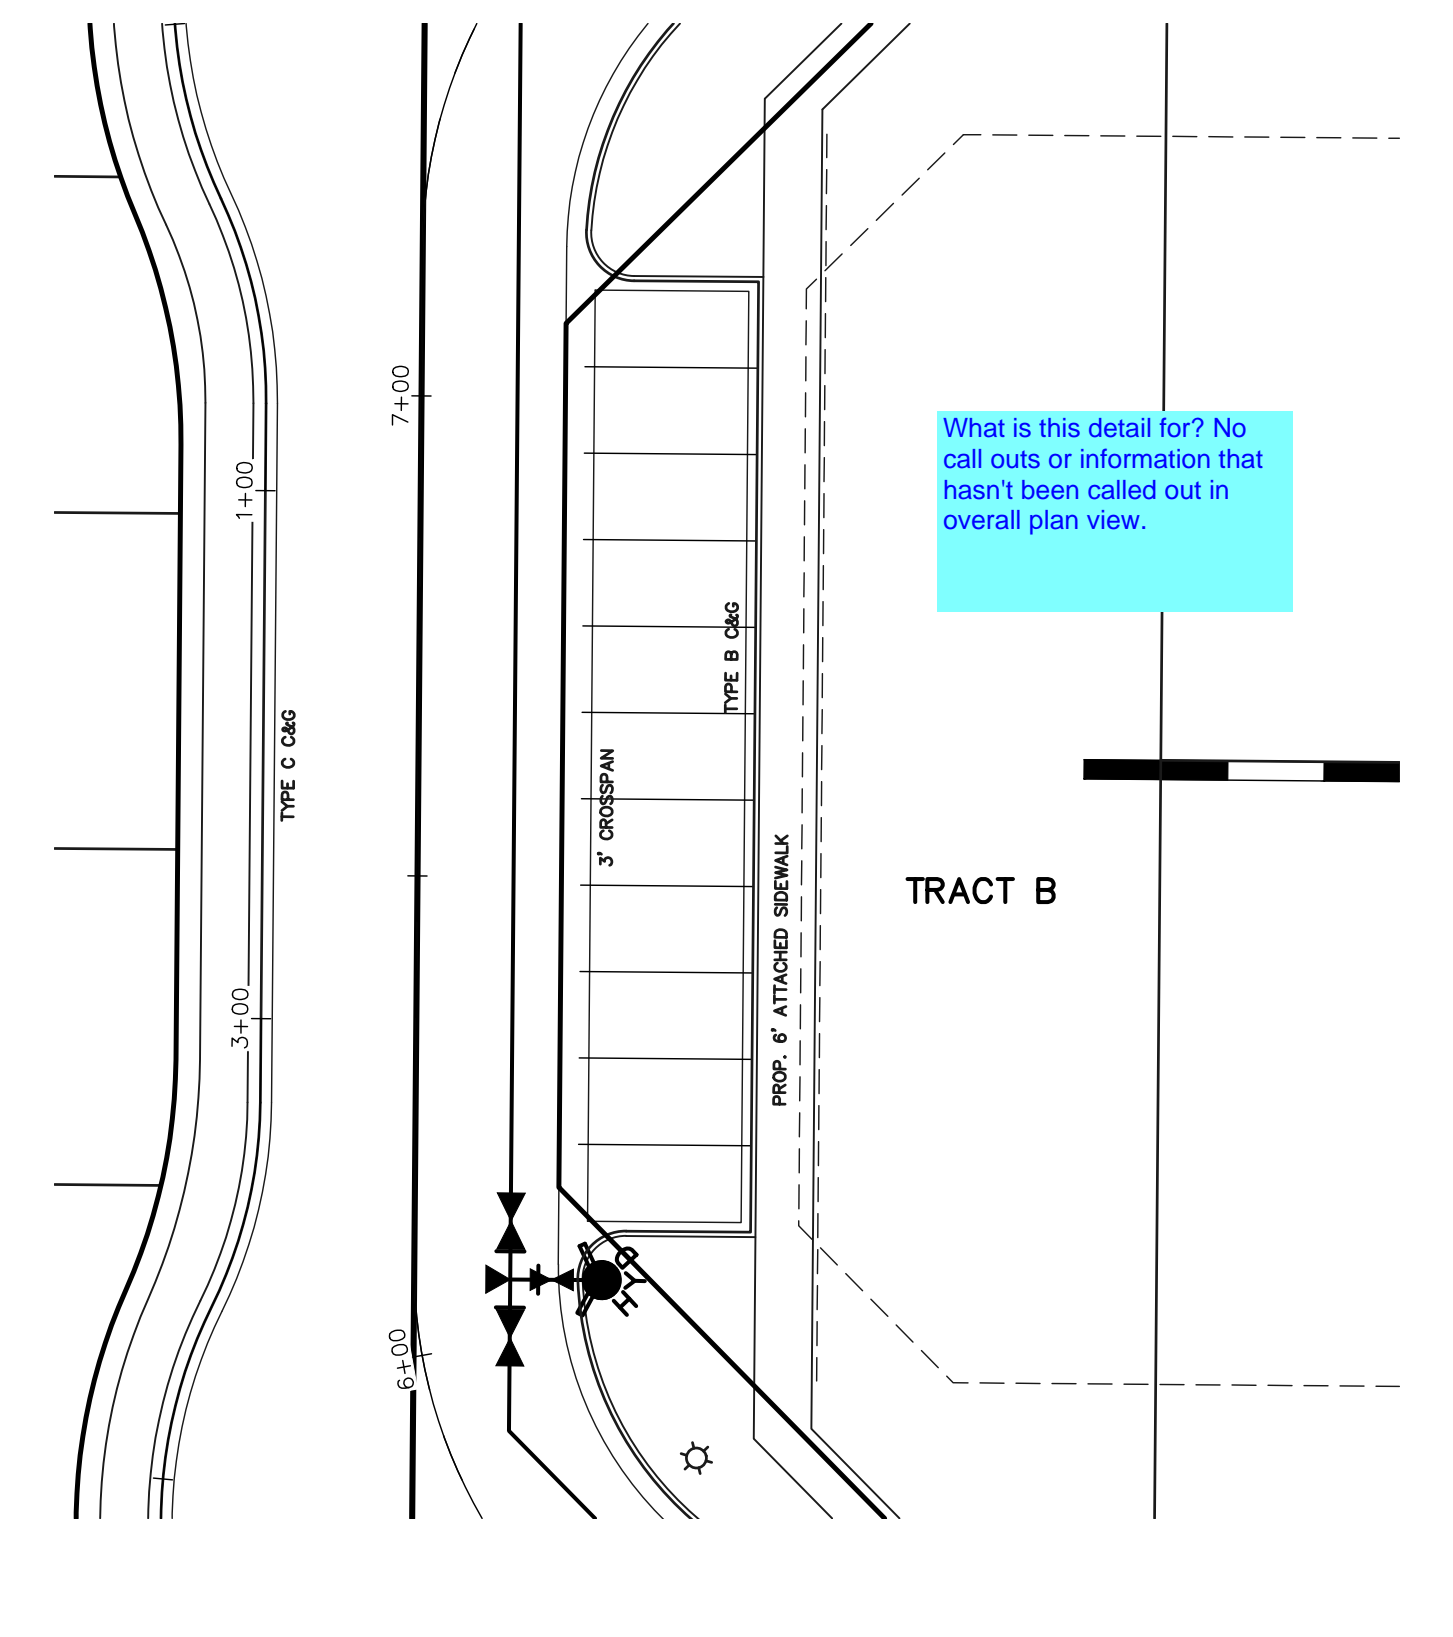 7+00
What is this detail for? No
call outs or information that
hasn't been called out in
overall plan view.
1+00
TYPE B C&G
TYPE C C&G
3' CROSSPAN
PROP. 6' ATTACHED SIDEWALK
TRACT B
3+00
HYD
6+00